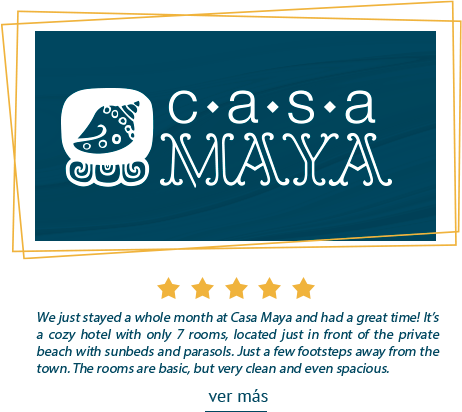 c•a•s•a
MAYA
We just stayed a whole month at Casa Maya and had a great time! It's
a cozy hotel with only 7 rooms, located just in front of the private
beach with sunbeds and parasols. Just a few footsteps away from the
town. The rooms are basic, but very clean and even spacious.
ver más